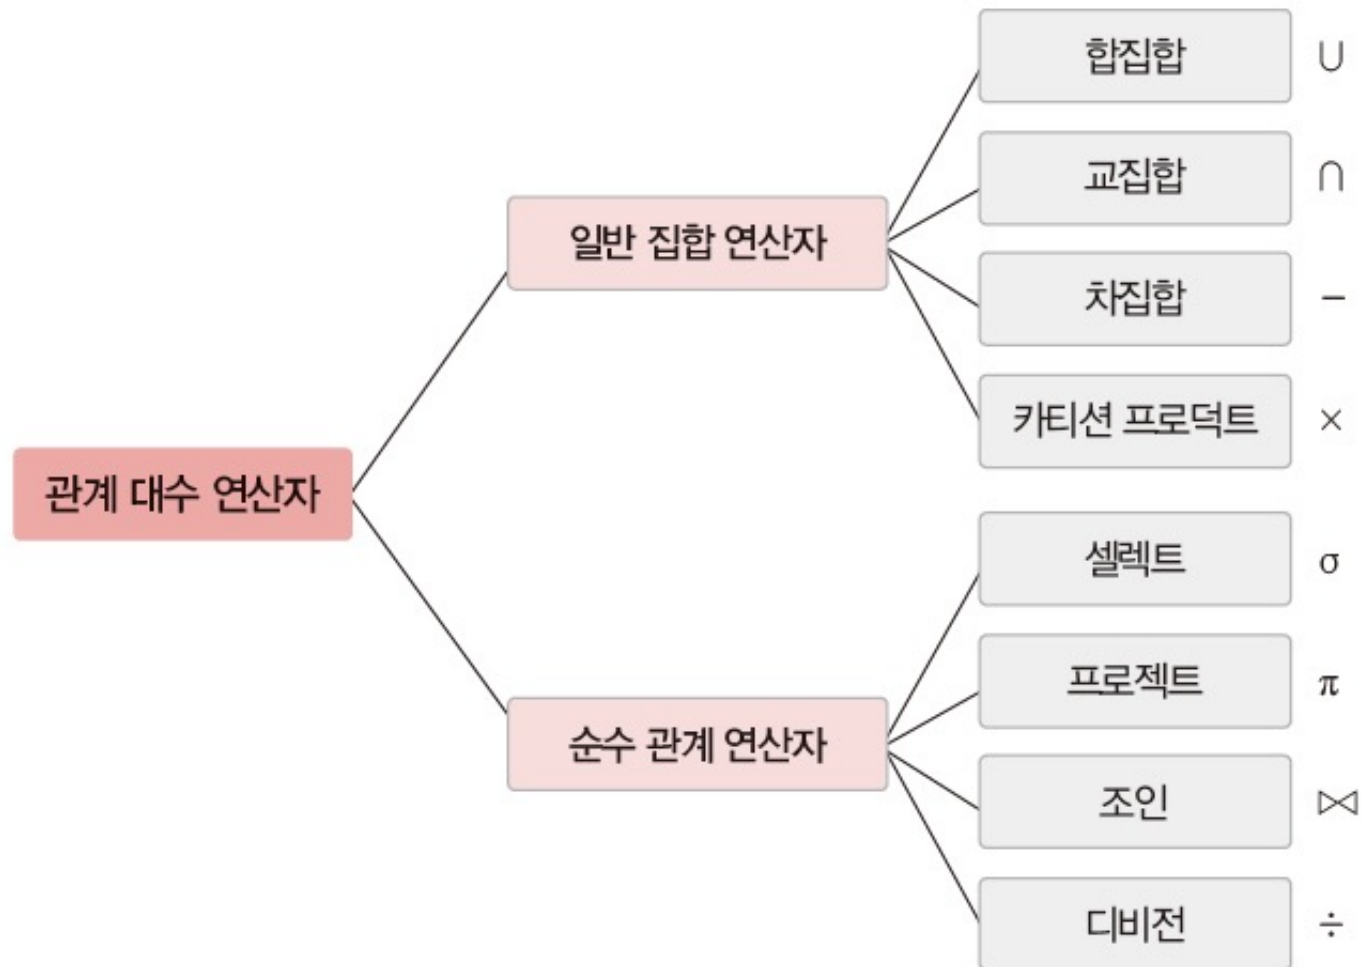 합집합 ∪
교집합 ∩
일반 집합 연산자
차집합 −
카티션 프로덕트 ×
관계 대수 연산자
셀렉트 σ
프로젝트 π
순수 관계 연산자
조인 ⋈
디비전 ÷